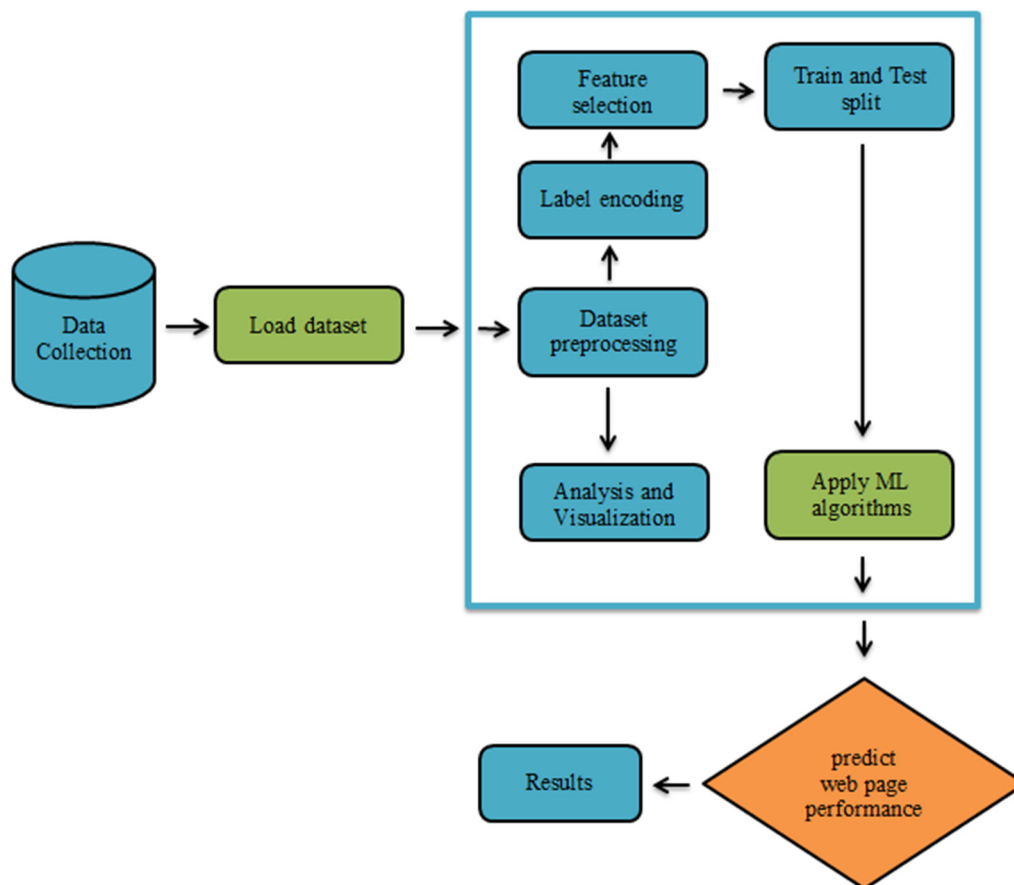 Data
Collection
Load dataset
Dataset
preprocessing
Label encoding
Feature
selection
Train and Test
split
Analysis and
Visualization
Apply ML
algorithms
predict
web page
performance
Results